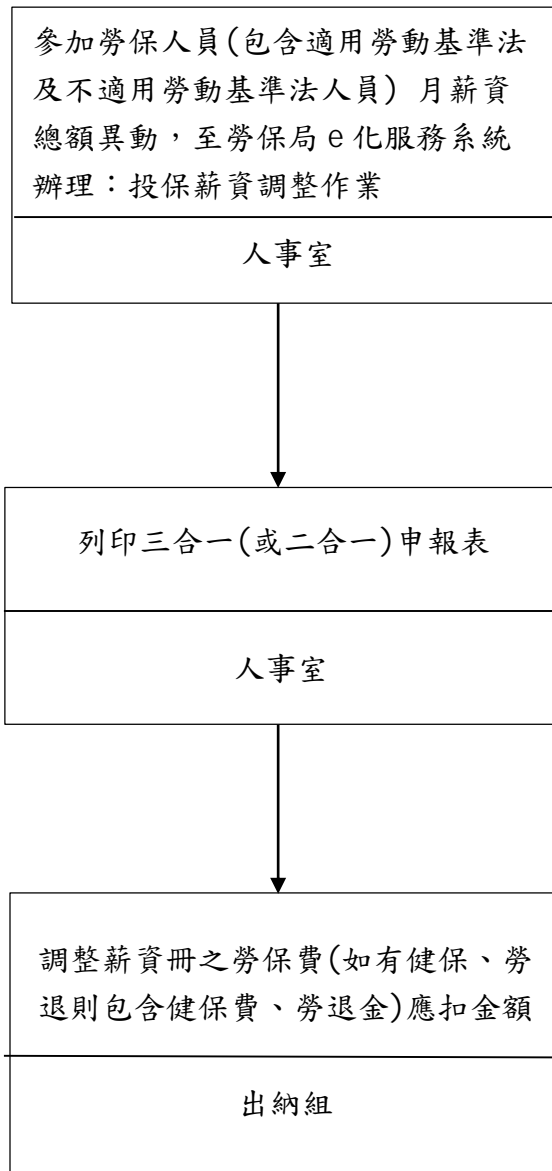 參加勞保人員(包含適用勞動基準法
及不適用勞動基準法人員) 月薪資
總額異動，至勞保局 e 化服務系統
辦理：投保薪資調整作業
人事室
列印三合一(或二合一)申報表
人事室
調整薪資冊之勞保費(如有健保、勞
退則包含健保費、勞退金)應扣金額
出納組